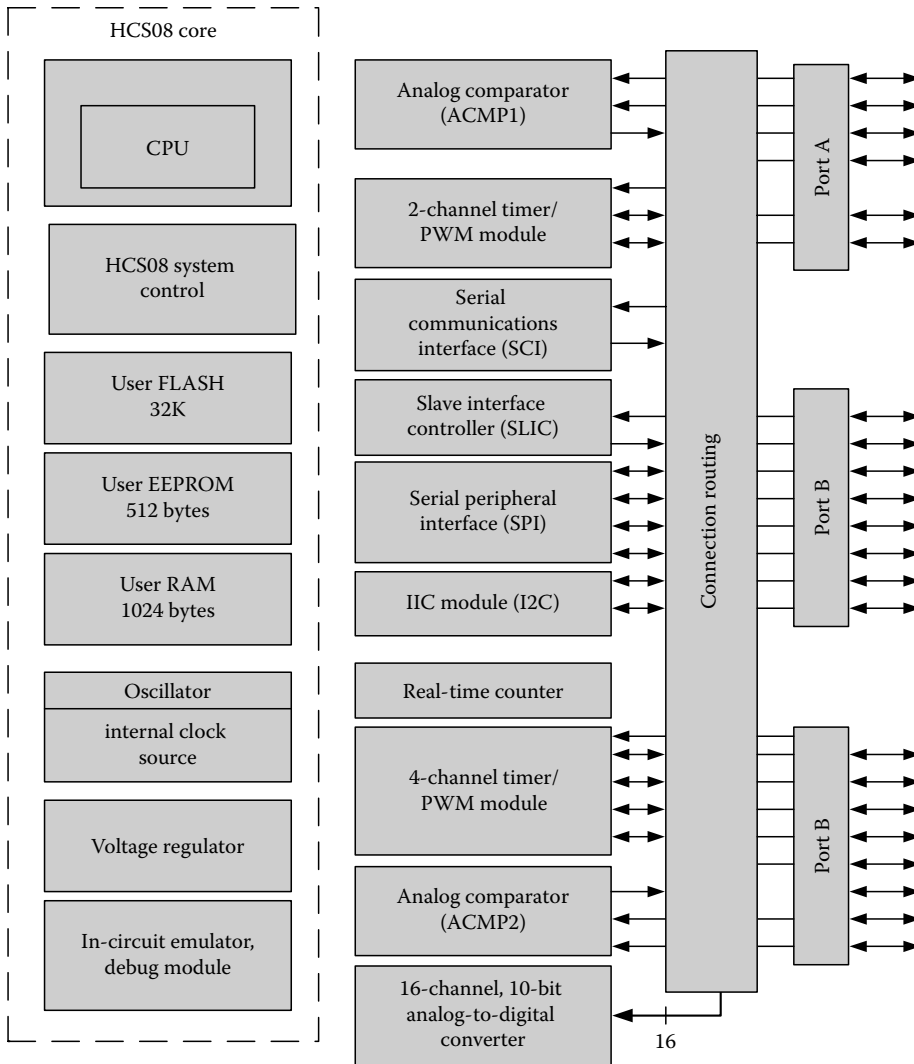 HCS08 core
CPU
HCS08 system
control
User FLASH
32K
User EEPROM
512 bytes
User RAM
1024 bytes
Oscillator
internal clock
source
Voltage regulator
In-circuit emulator,
debug module
Analog comparator
(ACMP1)
2-channel timer/
PWM module
Serial
communications
interface (SCI)
Slave interface
controller (SLIC)
Serial peripheral
interface (SPI)
IIC module (I2C)
Real-time counter
4-channel timer/
PWM module
Analog comparator
(ACMP2)
16-channel, 10-bit
analog-to-digital
converter
16
Connection routing
Port A
Port B
Port B